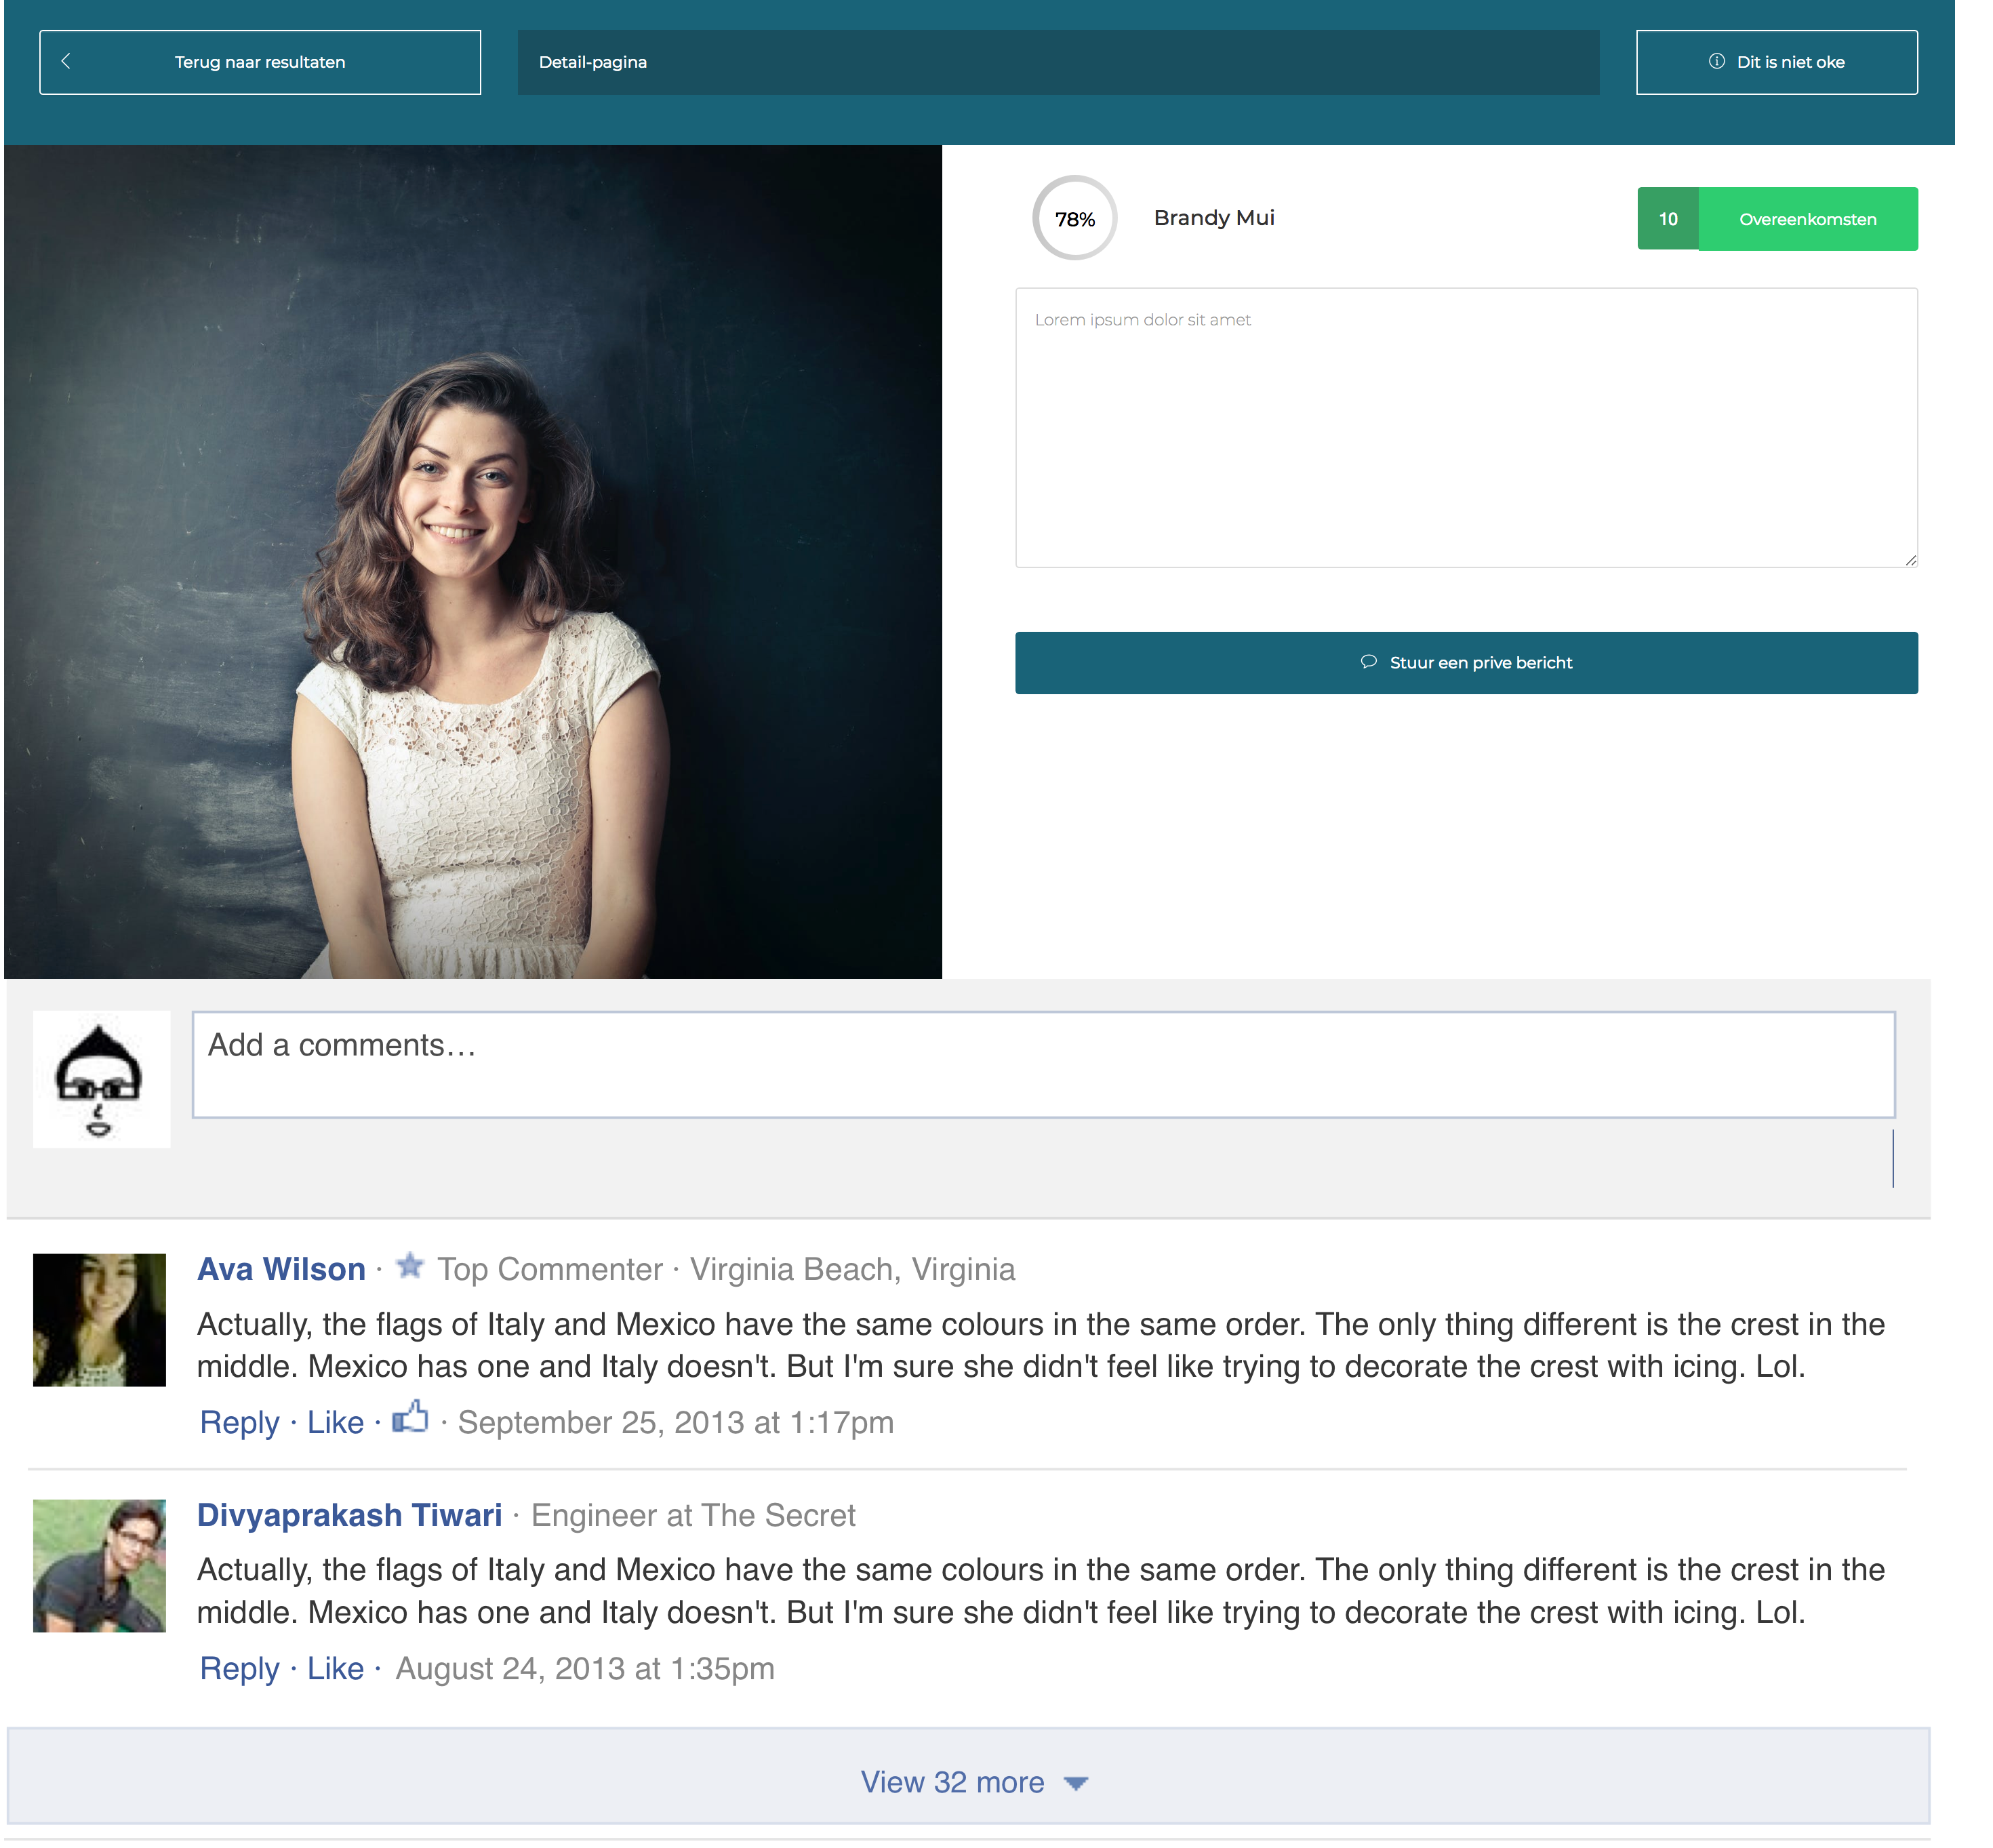 Terug naar resultaten
Detail-pagina
Dit is niet oke
78%
Brandy Mui
10
Overeenkomsten
Lorem ipsum dolor sit amet
Stuur een prive bericht
Add a comments...
Ava Wilson · Top Commenter · Virginia Beach, Virginia
Actually, the flags of Italy and Mexico have the same colours in the same order. The only thing different is the crest in the
middle. Mexico has one and Italy doesn't. But I'm sure she didn't feel like trying to decorate the crest with icing. Lol.
Reply · Like · · September 25, 2013 at 1:17pm
Divyaprakash Tiwari · Engineer at The Secret
Actually, the flags of Italy and Mexico have the same colours in the same order. The only thing different is the crest in the
middle. Mexico has one and Italy doesn't. But I'm sure she didn't feel like trying to decorate the crest with icing. Lol.
Reply · Like · August 24, 2013 at 1:35pm
View 32 more